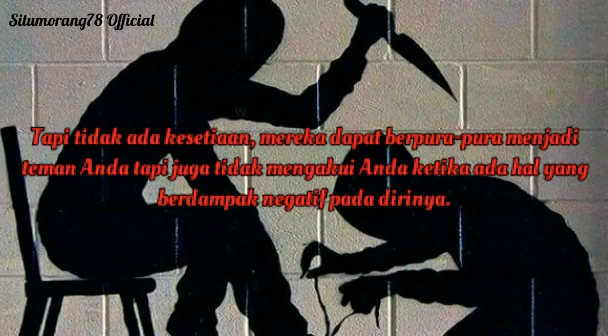 Situmorang78 Official
Tapi tidak ada kesetiaan, mereka dapat berpura-pura menjadi
teman Anda tapi juga tidak mengakui Anda ketika ada hal yang
berdampak negatif pada dirinya.